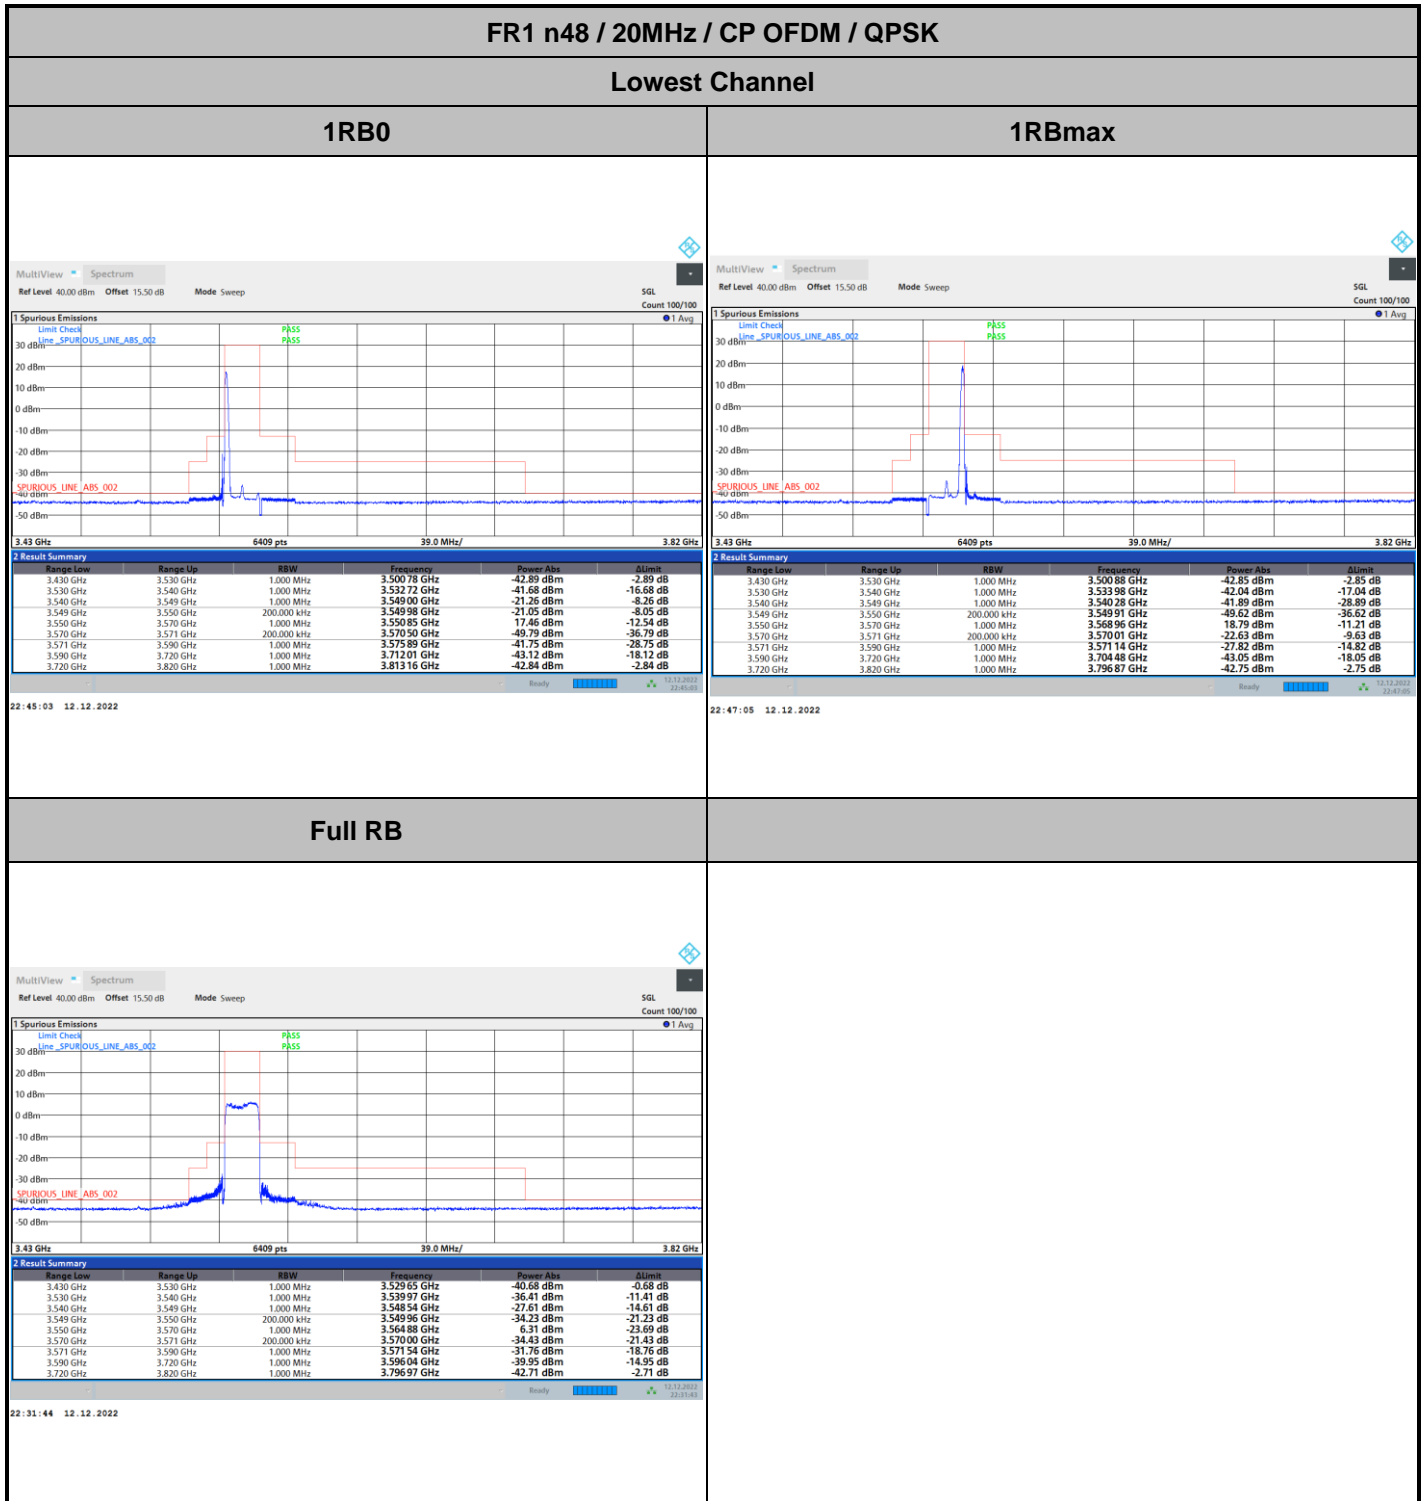 FR1 n48 / 20MHz / CP OFDM / QPSK
Lowest Channel
1RB0
1RBmax
MultiView Spectrum
Ref Level 40.00 dBm Offset 15.50 dB Mode Sweep SGL
Count 100/100
1 Spurious Emissions 1 Avg
Limit Check PASS
Line _SPURIOUS_LINE_ABS_002 PASS
30 dBm
20 dBm
10 dBm
0 dBm
-10 dBm
-20 dBm
-30 dBm
SPURIOUS_LINE_ABS_002
-40 dBm
-50 dBm
3.43 GHz 6409 pts 39.0 MHz/ 3.82 GHz
2 Result Summary
Range Low Range Up RBW Frequency Power Abs ΔLimit
3.430 GHz 3.530 GHz 1.000 MHz 3.500 78 GHz -42.89 dBm -2.89 dB
3.530 GHz 3.540 GHz 1.000 MHz 3.532 72 GHz -41.68 dBm -16.68 dB
3.540 GHz 3.549 GHz 1.000 MHz 3.549 00 GHz -21.26 dBm -8.26 dB
3.549 GHz 3.550 GHz 200.000 kHz 3.549 98 GHz -21.05 dBm -8.05 dB
3.550 GHz 3.570 GHz 1.000 MHz 3.550 85 GHz 17.46 dBm -12.54 dB
3.570 GHz 3.571 GHz 200.000 kHz 3.570 50 GHz -49.79 dBm -36.79 dB
3.571 GHz 3.590 GHz 1.000 MHz 3.575 89 GHz -41.75 dBm -28.75 dB
3.590 GHz 3.720 GHz 1.000 MHz 3.712 01 GHz -43.12 dBm -18.12 dB
3.720 GHz 3.820 GHz 1.000 MHz 3.813 16 GHz -42.84 dBm -2.84 dB
Ready 12.12.2022
22:45:03
22:45:03 12.12.2022
MultiView Spectrum
Ref Level 40.00 dBm Offset 15.50 dB Mode Sweep SGL
Count 100/100
1 Spurious Emissions 1 Avg
Limit Check PASS
Line _SPURIOUS_LINE_ABS_002 PASS
30 dBm
20 dBm
10 dBm
0 dBm
-10 dBm
-20 dBm
-30 dBm
SPURIOUS_LINE_ABS_002
-40 dBm
-50 dBm
3.43 GHz 6409 pts 39.0 MHz/ 3.82 GHz
2 Result Summary
Range Low Range Up RBW Frequency Power Abs ΔLimit
3.430 GHz 3.530 GHz 1.000 MHz 3.500 88 GHz -42.85 dBm -2.85 dB
3.530 GHz 3.540 GHz 1.000 MHz 3.533 98 GHz -42.04 dBm -17.04 dB
3.540 GHz 3.549 GHz 1.000 MHz 3.540 28 GHz -41.89 dBm -28.89 dB
3.549 GHz 3.550 GHz 200.000 kHz 3.549 91 GHz -49.62 dBm -36.62 dB
3.550 GHz 3.570 GHz 1.000 MHz 3.568 96 GHz 18.79 dBm -11.21 dB
3.570 GHz 3.571 GHz 200.000 kHz 3.570 01 GHz -22.63 dBm -9.63 dB
3.571 GHz 3.590 GHz 1.000 MHz 3.571 14 GHz -27.82 dBm -14.82 dB
3.590 GHz 3.720 GHz 1.000 MHz 3.704 48 GHz -43.05 dBm -18.05 dB
3.720 GHz 3.820 GHz 1.000 MHz 3.796 87 GHz -42.75 dBm -2.75 dB
Ready 12.12.2022
22:47:05
22:47:05 12.12.2022
Full RB
MultiView Spectrum
Ref Level 40.00 dBm Offset 15.50 dB Mode Sweep SGL
Count 100/100
1 Spurious Emissions 1 Avg
Limit Check PASS
Line _SPURIOUS_LINE_ABS_002 PASS
30 dBm
20 dBm
10 dBm
0 dBm
-10 dBm
-20 dBm
-30 dBm
SPURIOUS_LINE_ABS_002
-40 dBm
-50 dBm
3.43 GHz 6409 pts 39.0 MHz/ 3.82 GHz
2 Result Summary
Range Low Range Up RBW Frequency Power Abs ΔLimit
3.430 GHz 3.530 GHz 1.000 MHz 3.529 65 GHz -40.68 dBm -0.68 dB
3.530 GHz 3.540 GHz 1.000 MHz 3.539 97 GHz -36.41 dBm -11.41 dB
3.540 GHz 3.549 GHz 1.000 MHz 3.548 54 GHz -27.61 dBm -14.61 dB
3.549 GHz 3.550 GHz 200.000 kHz 3.549 96 GHz -34.23 dBm -21.23 dB
3.550 GHz 3.570 GHz 1.000 MHz 3.564 88 GHz 6.31 dBm -23.69 dB
3.570 GHz 3.571 GHz 200.000 kHz 3.570 00 GHz -34.43 dBm -21.43 dB
3.571 GHz 3.590 GHz 1.000 MHz 3.571 54 GHz -31.76 dBm -18.76 dB
3.590 GHz 3.720 GHz 1.000 MHz 3.596 04 GHz -39.95 dBm -14.95 dB
3.720 GHz 3.820 GHz 1.000 MHz 3.796 97 GHz -42.71 dBm -2.71 dB
Ready 12.12.2022
22:31:43
22:31:44 12.12.2022